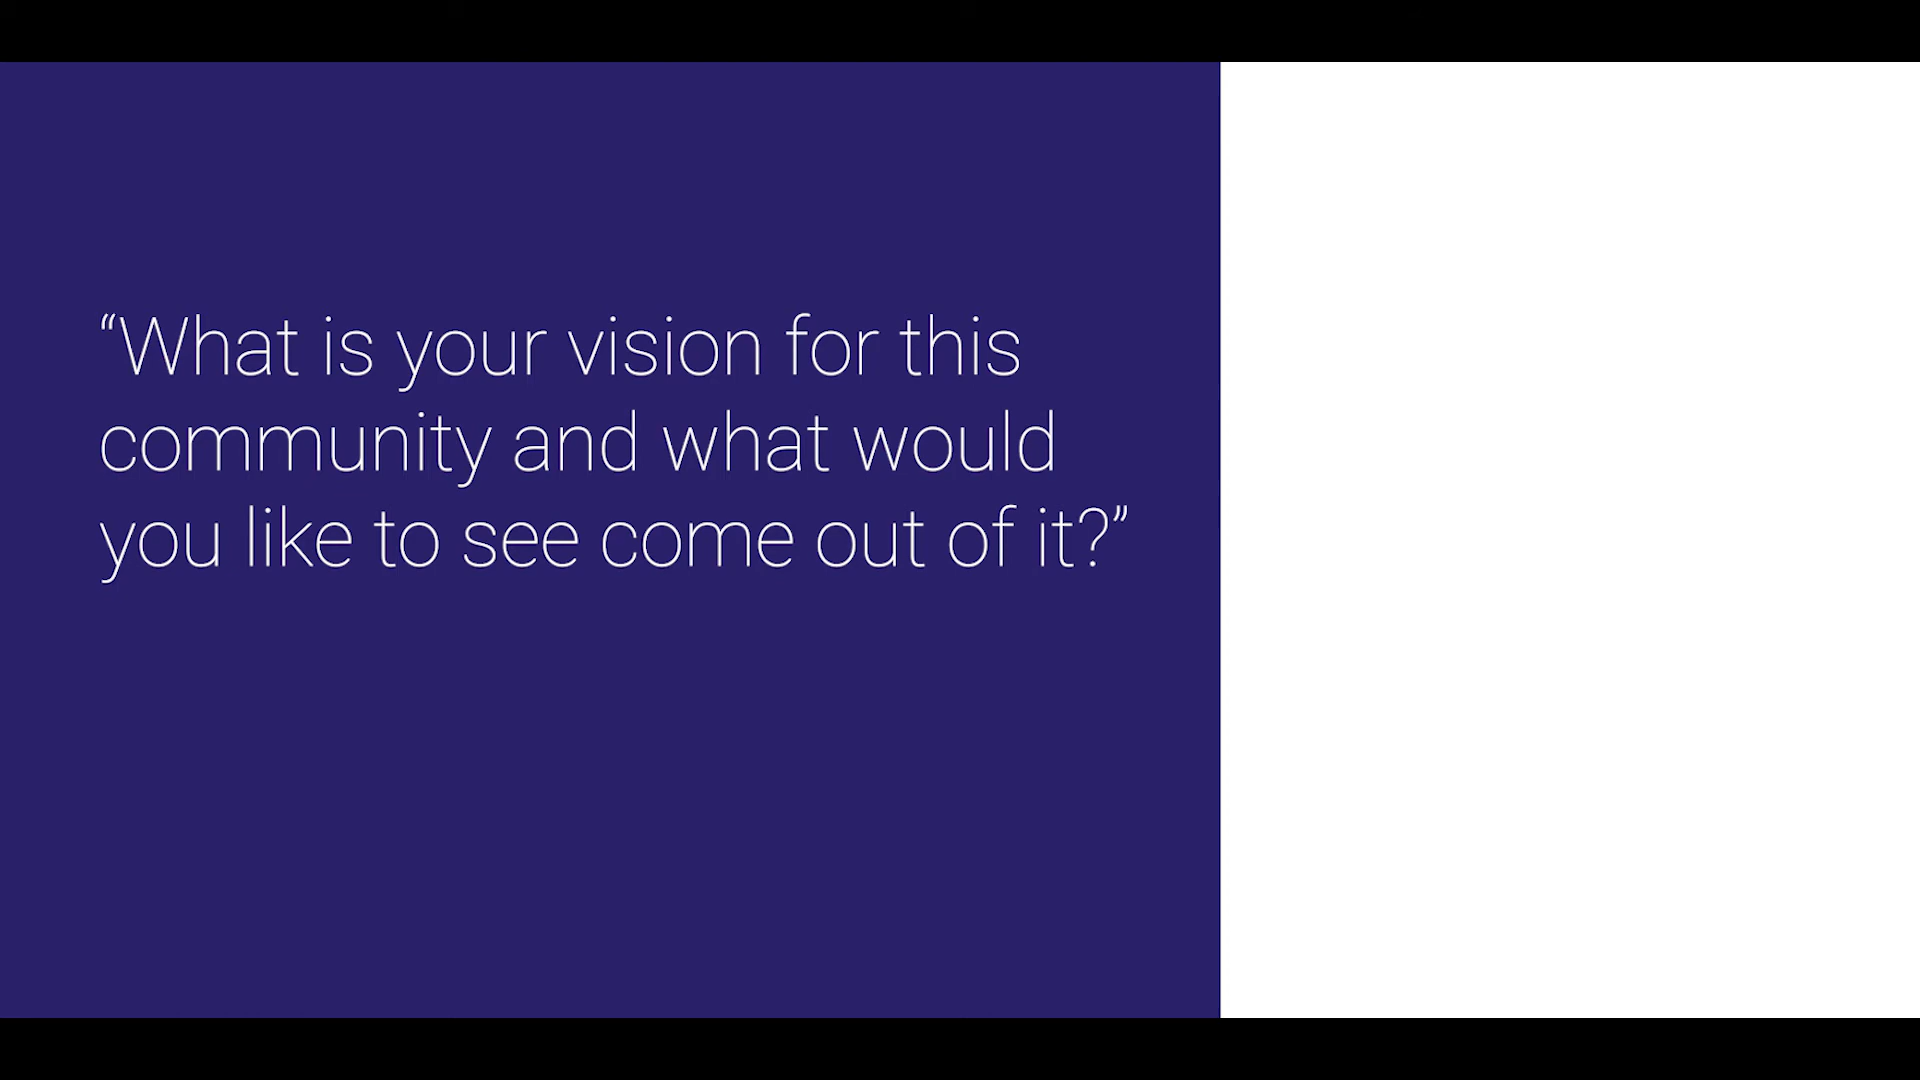 “What is your vision for this
community and what would
you like to see come out of it?”